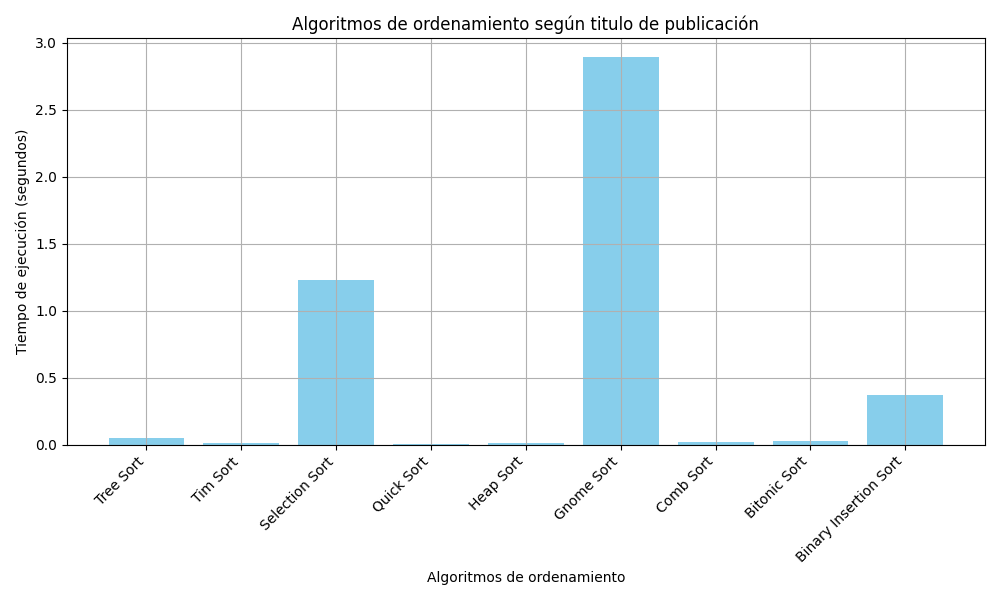 Algoritmos de ordenamiento según titulo de publicación
Tiempo de ejecución (segundos)
3.0
2.5
2.0
1.5
1.0
0.5
0.0
Tree Sort
Tim Sort
Selection Sort
Quick Sort
Heap Sort
Gnome Sort
Comb Sort
Bitonic Sort
Binary Insertion Sort
Algoritmos de ordenamiento